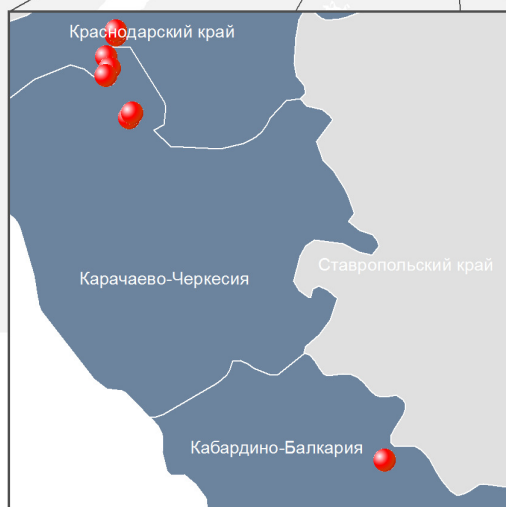 Краснодарский край
Ставропольский край
Карачаево-Черкесия
Кабардино-Балкария